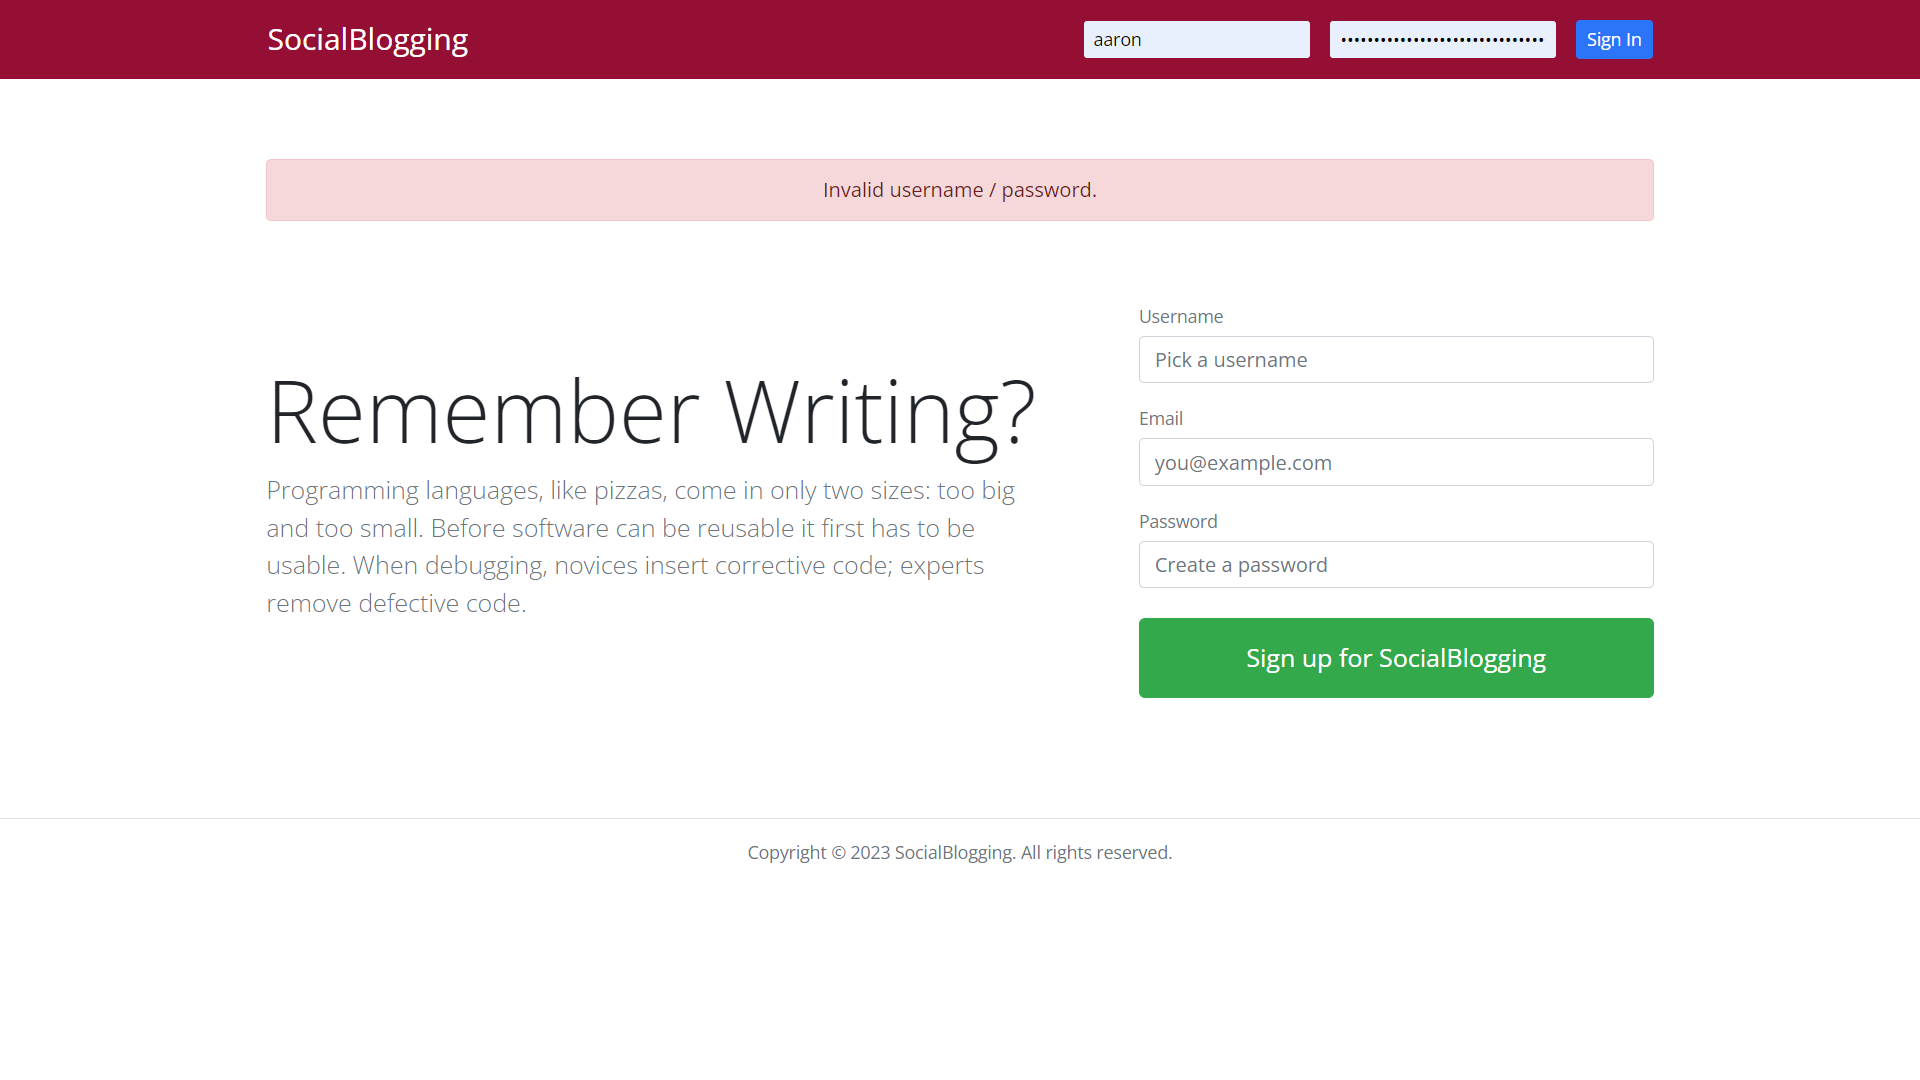 SocialBlogging
aaron
•••••••••••••••••••••••••••••••
Sign In
Invalid username / password.
Remember Writing?
Programming languages, like pizzas, come in only two sizes: too big
and too small. Before software can be reusable it first has to be
usable. When debugging, novices insert corrective code; experts
remove defective code.
Username
Pick a username
Email
you@example.com
Password
Create a password
Sign up for SocialBlogging
Copyright © 2023 SocialBlogging. All rights reserved.